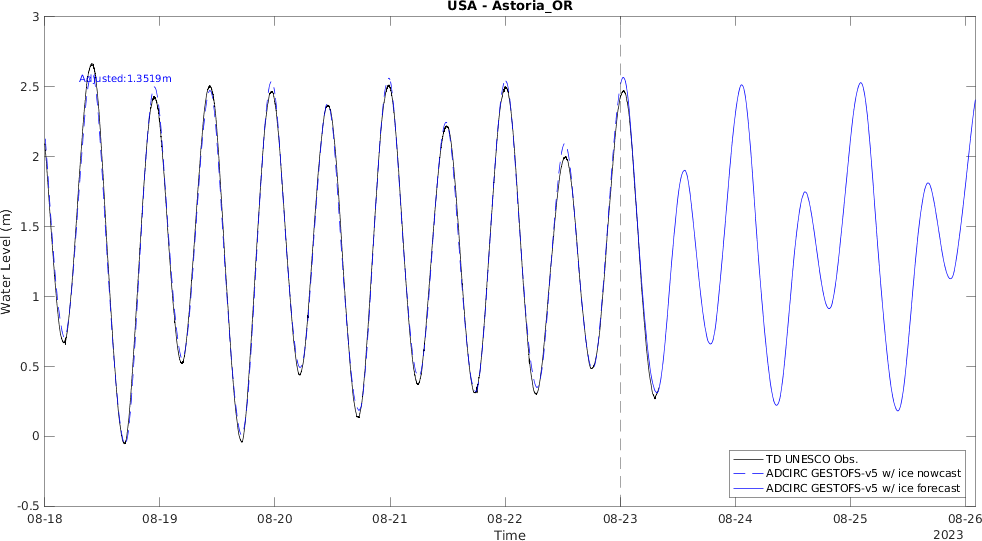 USA - Astoria_OR
3
2.5
2
1.5
1
0.5
0
-0.5
Water Level (m)
Adjusted:1.3519m
TD UNESCO Obs.
ADCIRC GESTOFS-v5 w/ ice nowcast
ADCIRC GESTOFS-v5 w/ ice forecast
08-18 08-19 08-20 08-21 08-22 08-23 08-24 08-25 08-26
Time
2023